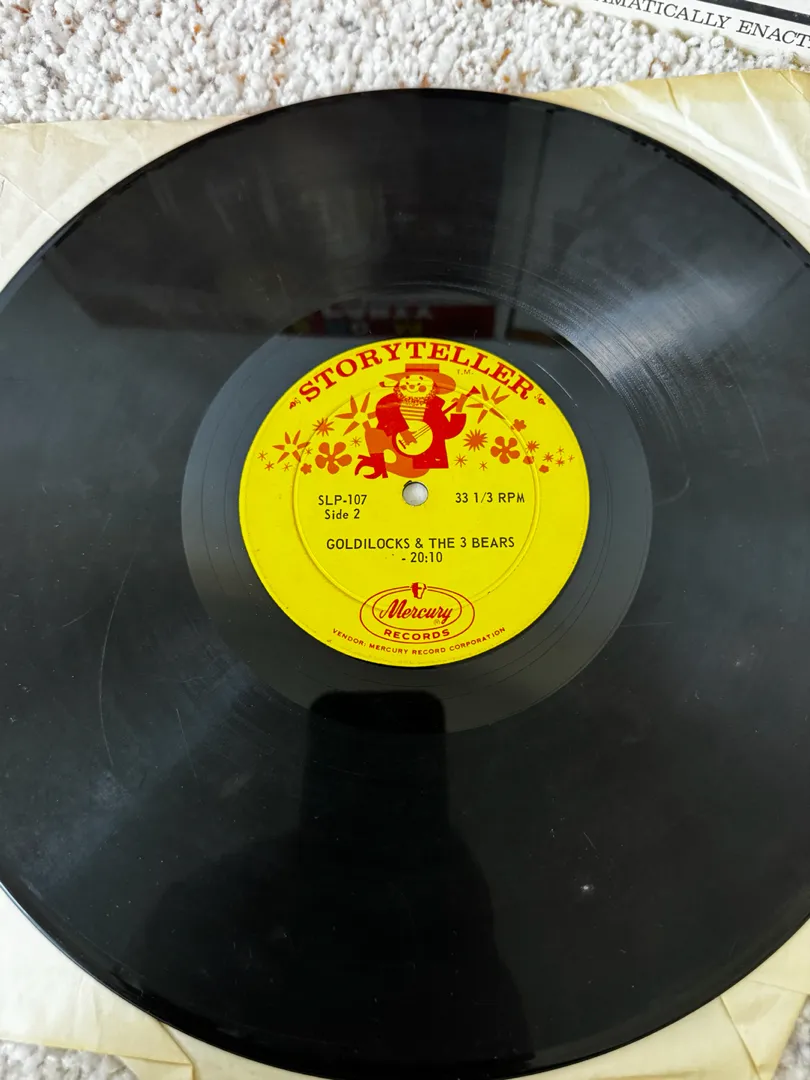 MATICALLY ENACT
STORYTELLER
T.M.
SLP-107
33 1/3 RPM
Side 2
GOLDILOCKS & THE 3 BEARS
- 20:10
Mercury
RECORDS
VENDOR: MERCURY RECORD CORPORATION